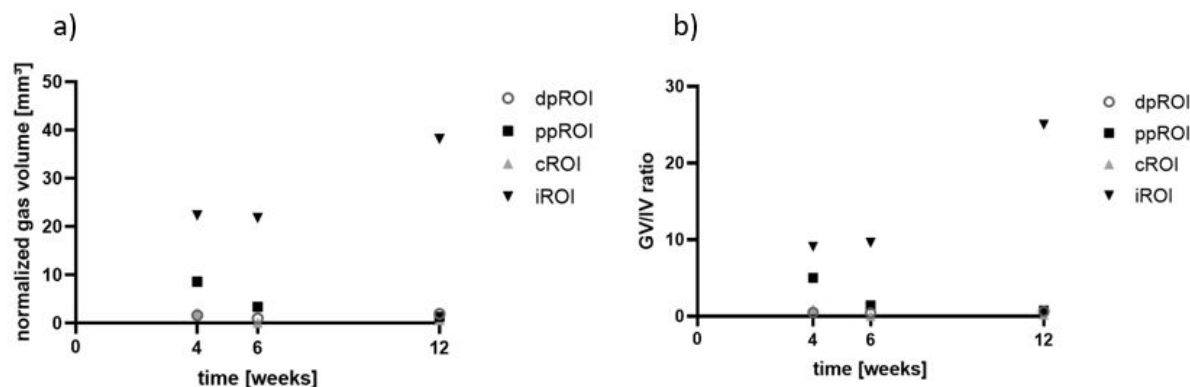 a)
normalized gas volume [mm³]
50
40
30
20
10
0
0
4
6
12
time [weeks]
dpROI
ppROI
cROI
iROI
b)
GV/IV ratio
30
20
10
0
0
4
6
12
time [weeks]
dpROI
ppROI
cROI
iROI